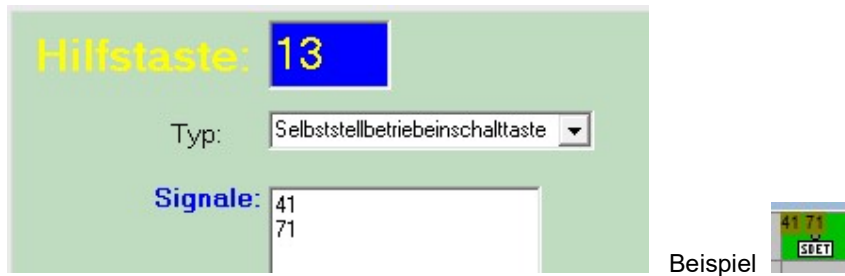 Hilfstaste: 13
Typ: Selbststellbetriebeinschalttaste
Signale: 41
71
Beispiel
41 71
SBET